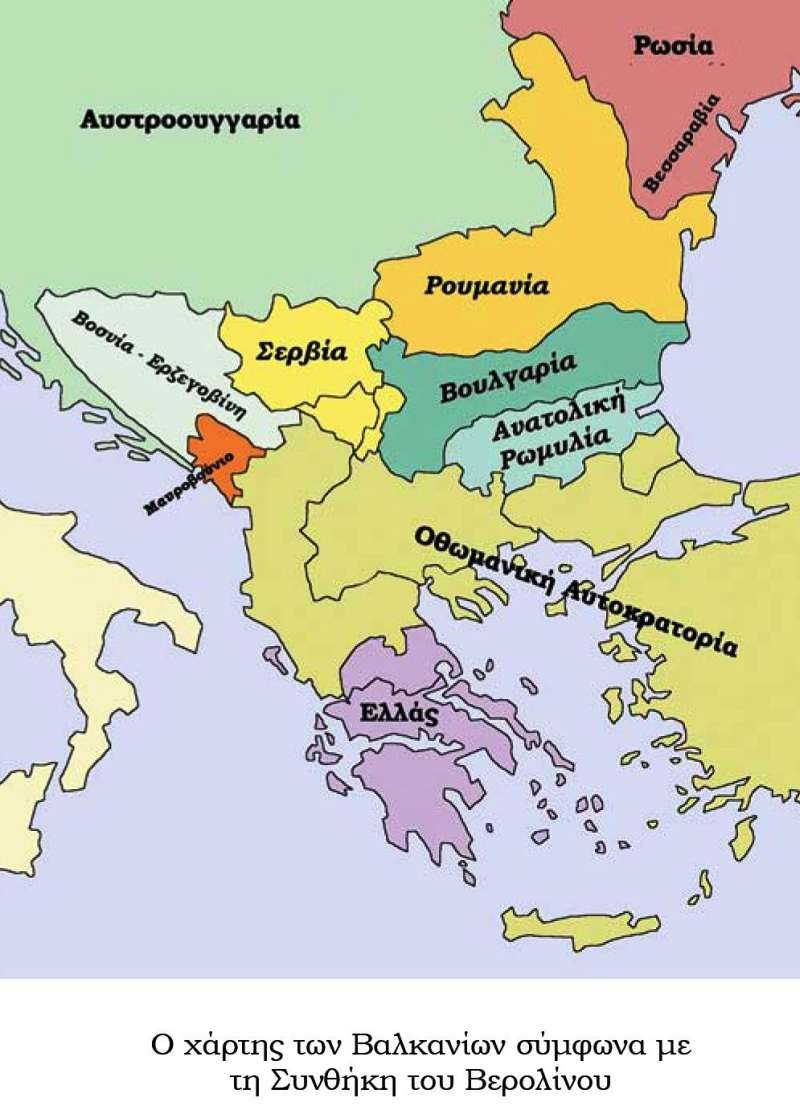 Ρωσία
Αυστροουγγαρία
Βεσσαραβία
Ρουμανία
Βοσνία - Ερζεγοβίνη
Σερβία
Βουλγαρία
Ανατολική
Ρωμυλία
Μαυροβούνιο
Οθωμανική Αυτοκρατορία
Ελλάς
Ο χάρτης των Βαλκανίων σύμφωνα με
τη Συνθήκη του Βερολίνου